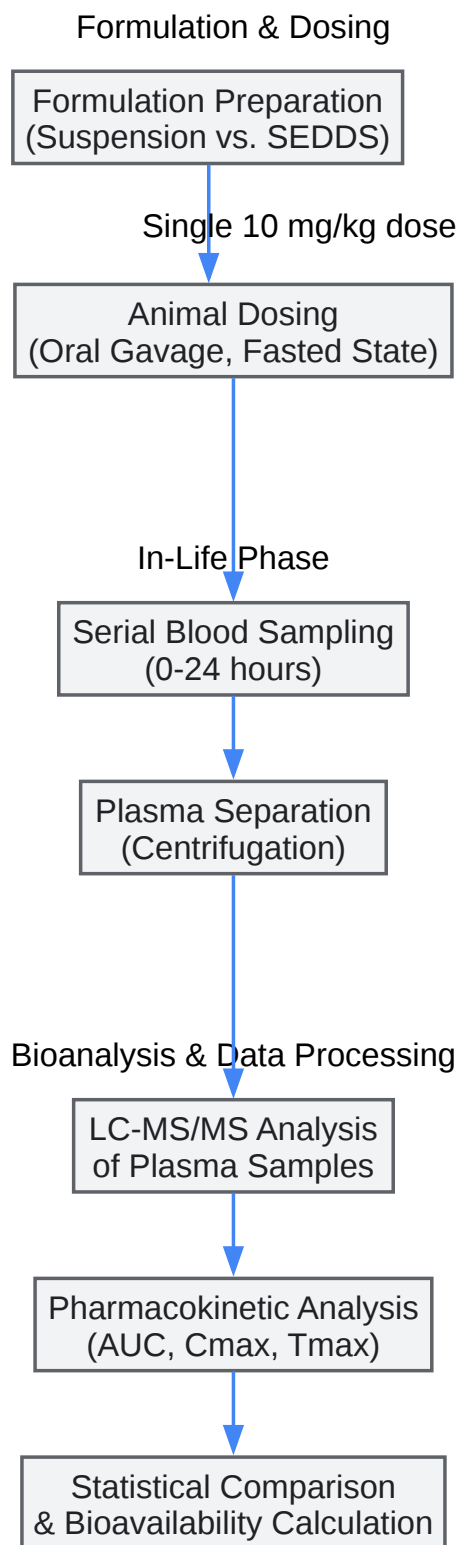 Formulation & Dosing
Formulation Preparation
(Suspension vs. SEDDS)
Single 10 mg/kg dose
Animal Dosing
(Oral Gavage, Fasted State)
In-Life Phase
Serial Blood Sampling
(0-24 hours)
Plasma Separation
(Centrifugation)
Bioanalysis & Data Processing
LC-MS/MS Analysis
of Plasma Samples
Pharmacokinetic Analysis
(AUC, Cmax, Tmax)
Statistical Comparison
& Bioavailability Calculation